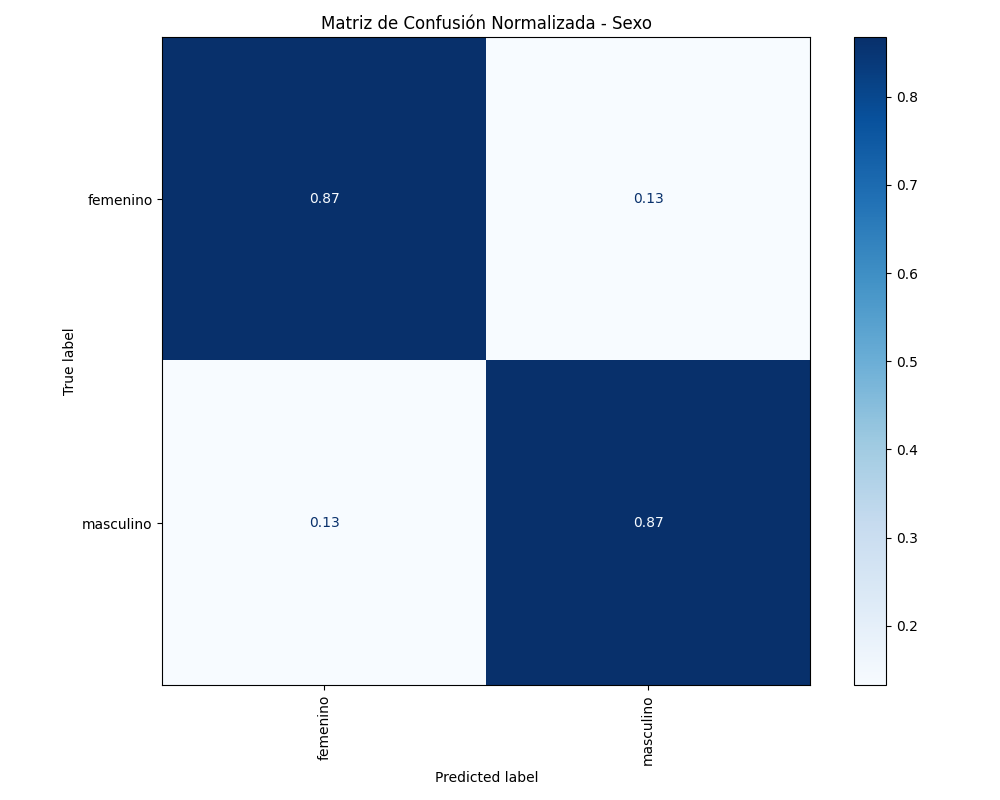 Matriz de Confusión Normalizada - Sexo
True label
femenino
0.87
0.13
masculino
0.13
0.87
femenino
masculino
Predicted label
0.8
0.7
0.6
0.5
0.4
0.3
0.2